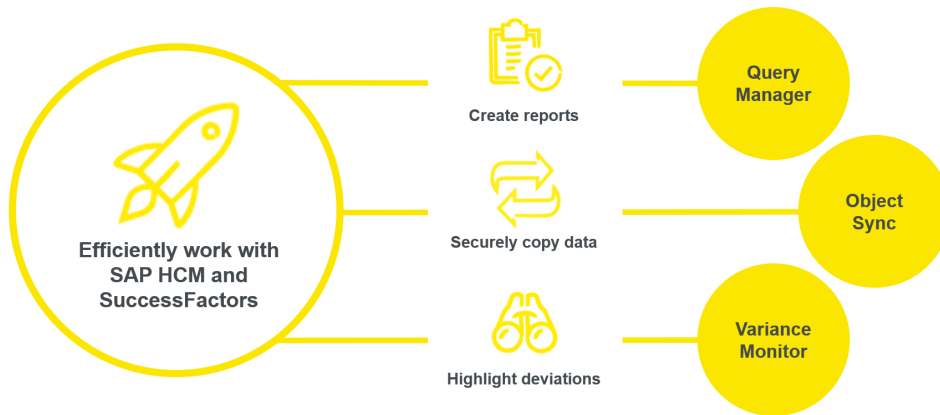 Efficiently work with
SAP HCM and
SuccessFactors
Create reports
Query
Manager
Securely copy data
Object
Sync
Highlight deviations
Variance
Monitor